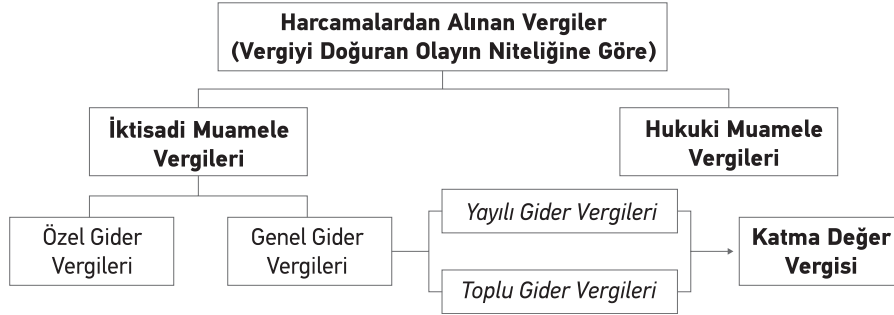 Harcamalardan Alınan Vergiler
(Vergiyi Doğuran Olayın Niteliğine Göre)
İktisadi Muamele
Vergileri
Hukuki Muamele
Vergileri
Özel Gider
Vergileri
Genel Gider
Vergileri
Yayılı Gider Vergileri
Toplu Gider Vergileri
Katma Değer
Vergisi